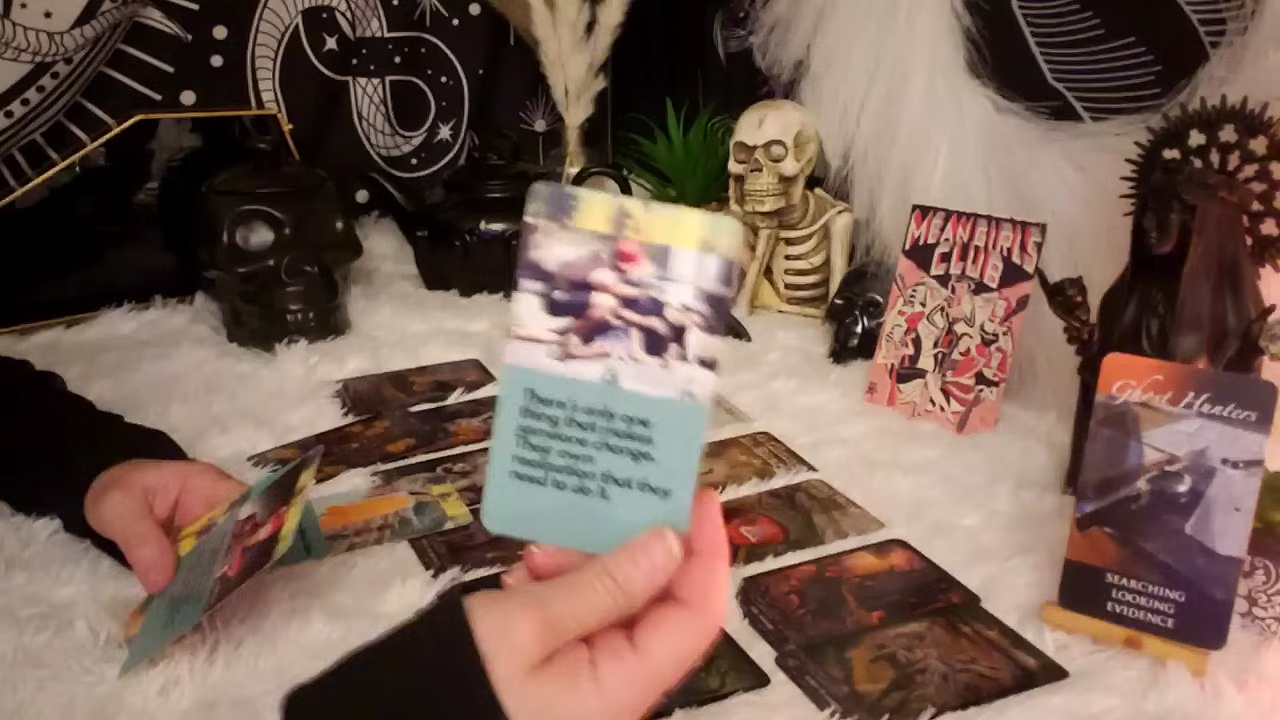 MEAN GIRLS
CLUB
There's only one
thing that makes
someone change.
Their own
realization that they
need to do it.
Ghost Hunters
SEARCHING
LOOKING
EVIDENCE